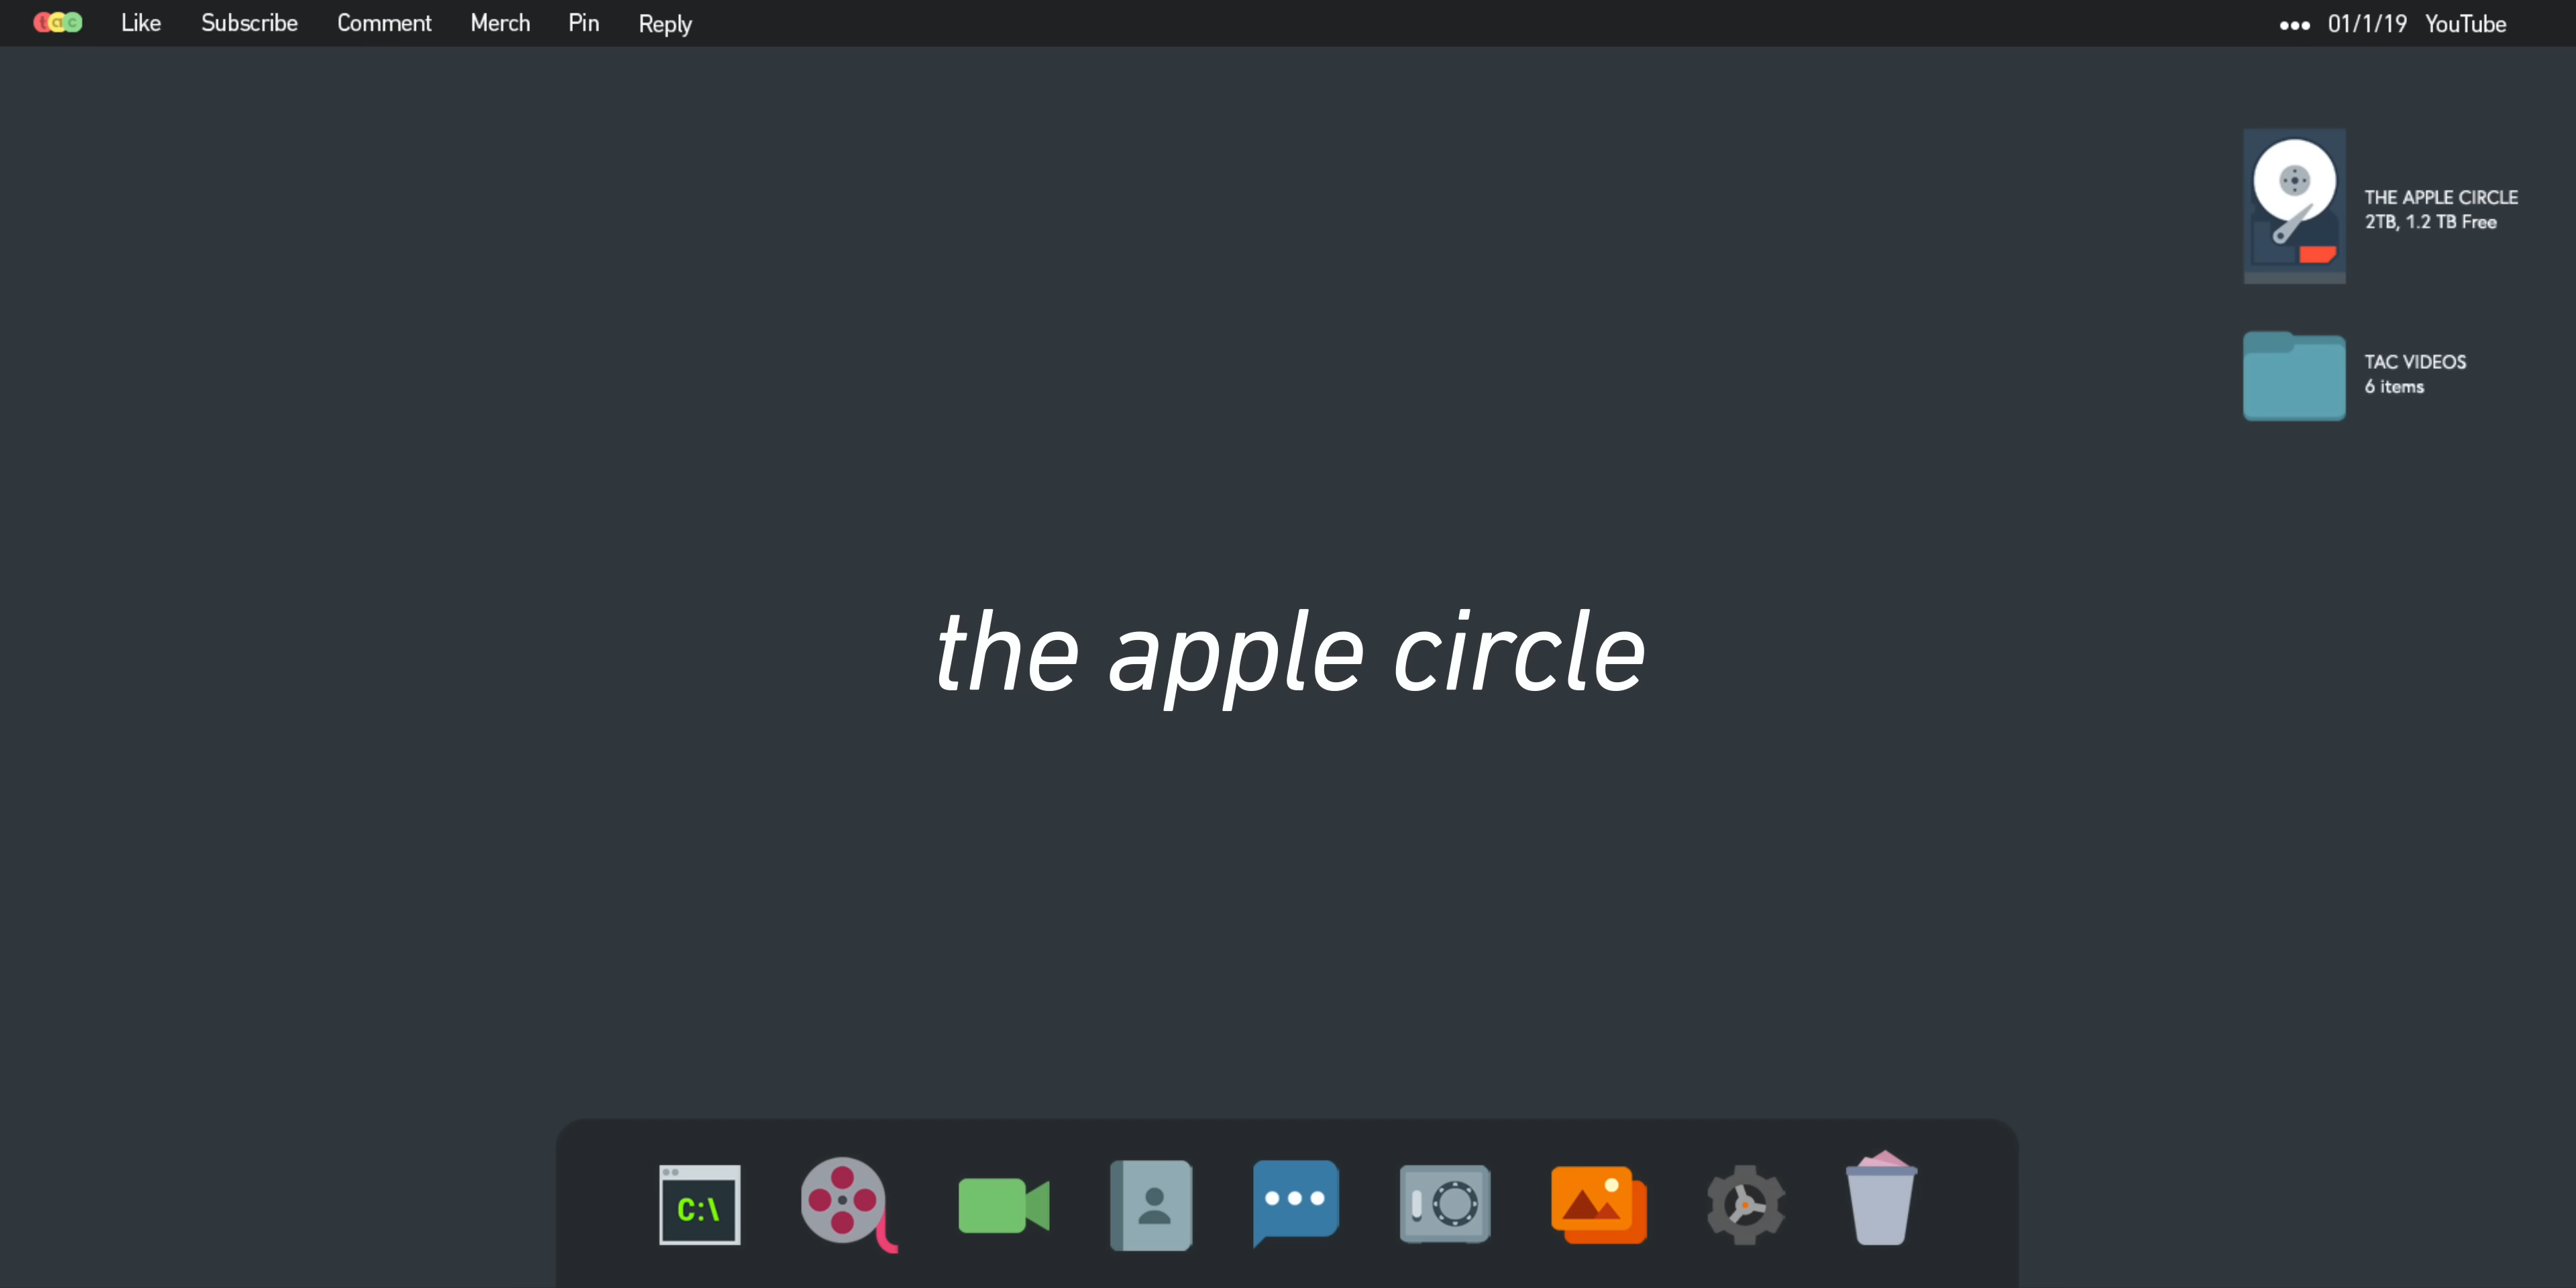 tac Like Subscribe Comment Merch Pin Reply ••• 01/1/19 YouTube
THE APPLE CIRCLE
2TB, 1.2 TB Free
TAC VIDEOS
6 items
the apple circle
C:\